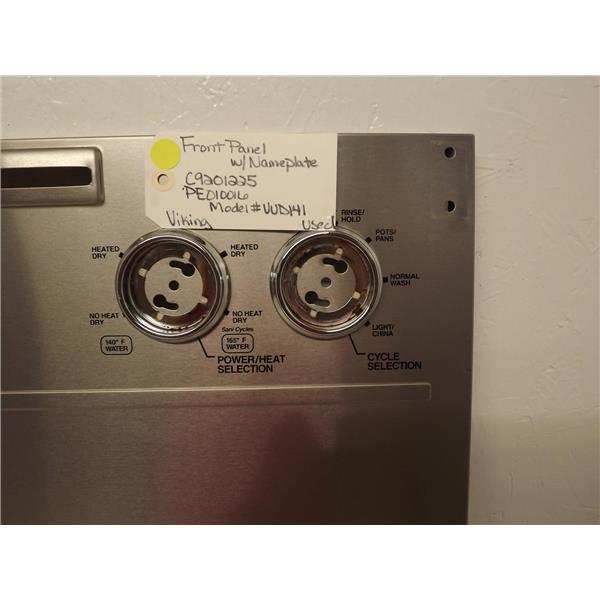 Front Panel
w/ Nameplate
C9201225
PE010016
Model# VUD141
Viking
Used
RINSE/
HOLD
POTS/
PANS
NORMAL
WASH
LIGHT/
CHINA
CYCLE
SELECTION
HEATED
DRY
HEATED
DRY
NO HEAT
DRY
NO HEAT
DRY
Sani Cycles
140° F
WATER
165° F
WATER
POWER/HEAT
SELECTION